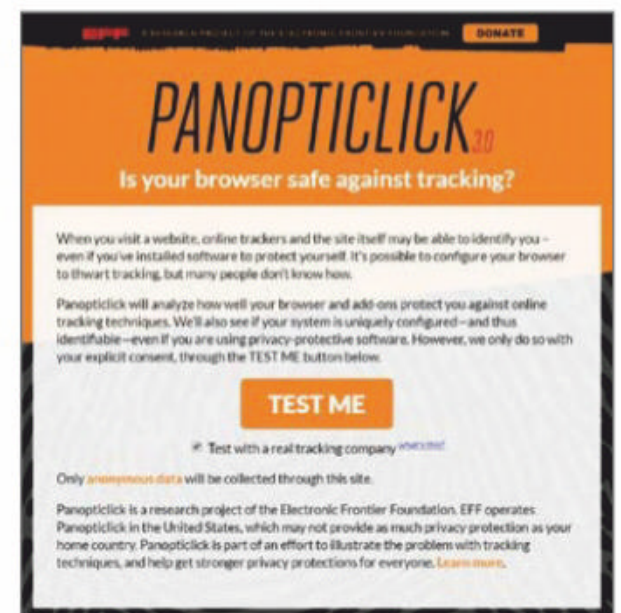 EFF A RESEARCH PROJECT OF THE ELECTRONIC FRONTIER FOUNDATION DONATE
PANOPTICLICK 3.0
Is your browser safe against tracking?
When you visit a website, online trackers and the site itself may be able to identify you –
even if you've installed software to protect yourself. It's possible to configure your browser
to thwart tracking, but many people don't know how.
Panopticlick will analyze how well your browser and add-ons protect you against online
tracking techniques. We'll also see if your system is uniquely configured—and thus
identifiable—even if you are using privacy-protective software. However, we only do so with
your explicit consent, through the TEST ME button below.
TEST ME
Test with a real tracking company what's this?
Only anonymous data will be collected through this site.
Panopticlick is a research project of the Electronic Frontier Foundation. EFF operates
Panopticlick in the United States, which may not provide as much privacy protection as your
home country. Panopticlick is part of an effort to illustrate the problem with tracking
techniques, and help get stronger privacy protections for everyone. Learn more.